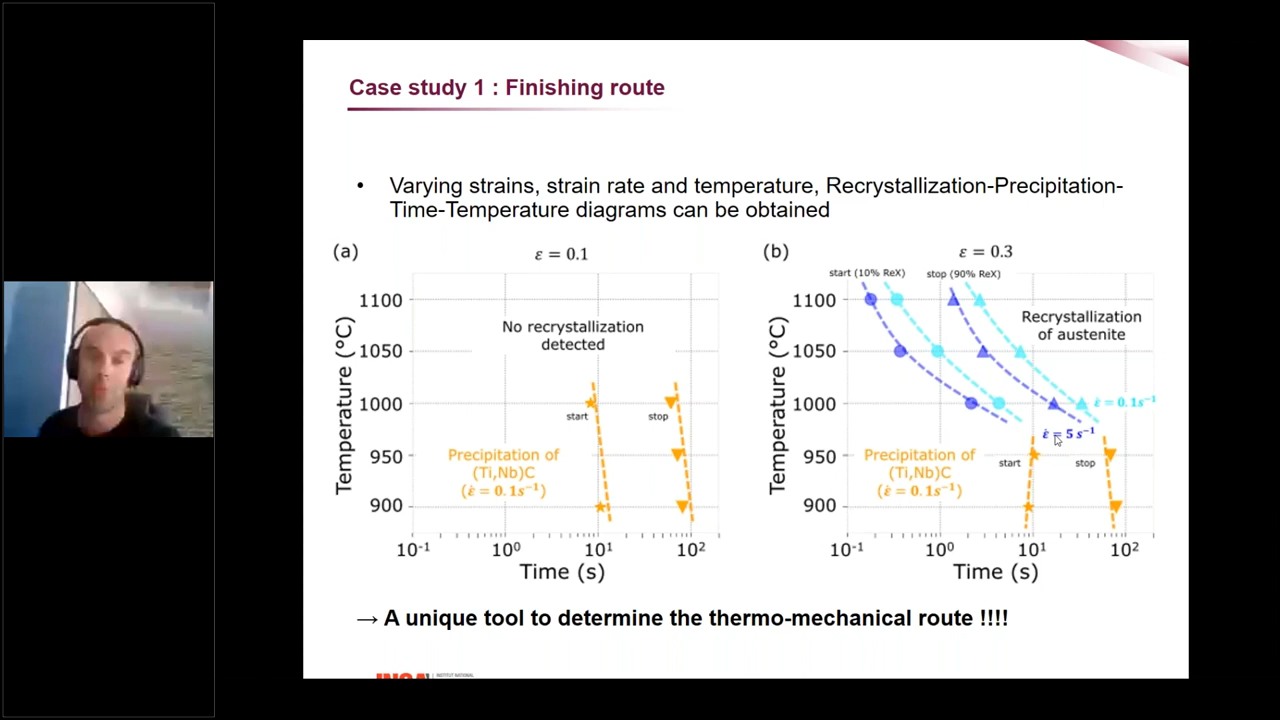 Case study 1 : Finishing route
• Varying strains, strain rate and temperature, Recrystallization-Precipitation-
Time-Temperature diagrams can be obtained
(a)
ε = 0.1
Temperature (°C)
1100
1050
1000
950
900
No recrystallization
detected
start
stop
Precipitation of
(Ti,Nb)C
(ε̇ = 0.1s⁻¹)
10⁻¹
10⁰
10¹
10²
Time (s)
(b)
ε = 0.3
start (10% ReX)
stop (90% ReX)
Temperature (°C)
1100
1050
1000
950
900
Recrystallization
of austenite
ε̇ = 0.1s⁻¹
ε̇ = 5 s⁻¹
start
stop
Precipitation of
(Ti,Nb)C
(ε̇ = 0.1s⁻¹)
10⁻¹
10⁰
10¹
10²
Time (s)
→ A unique tool to determine the thermo-mechanical route !!!!
INSA
INSTITUT NATIONAL